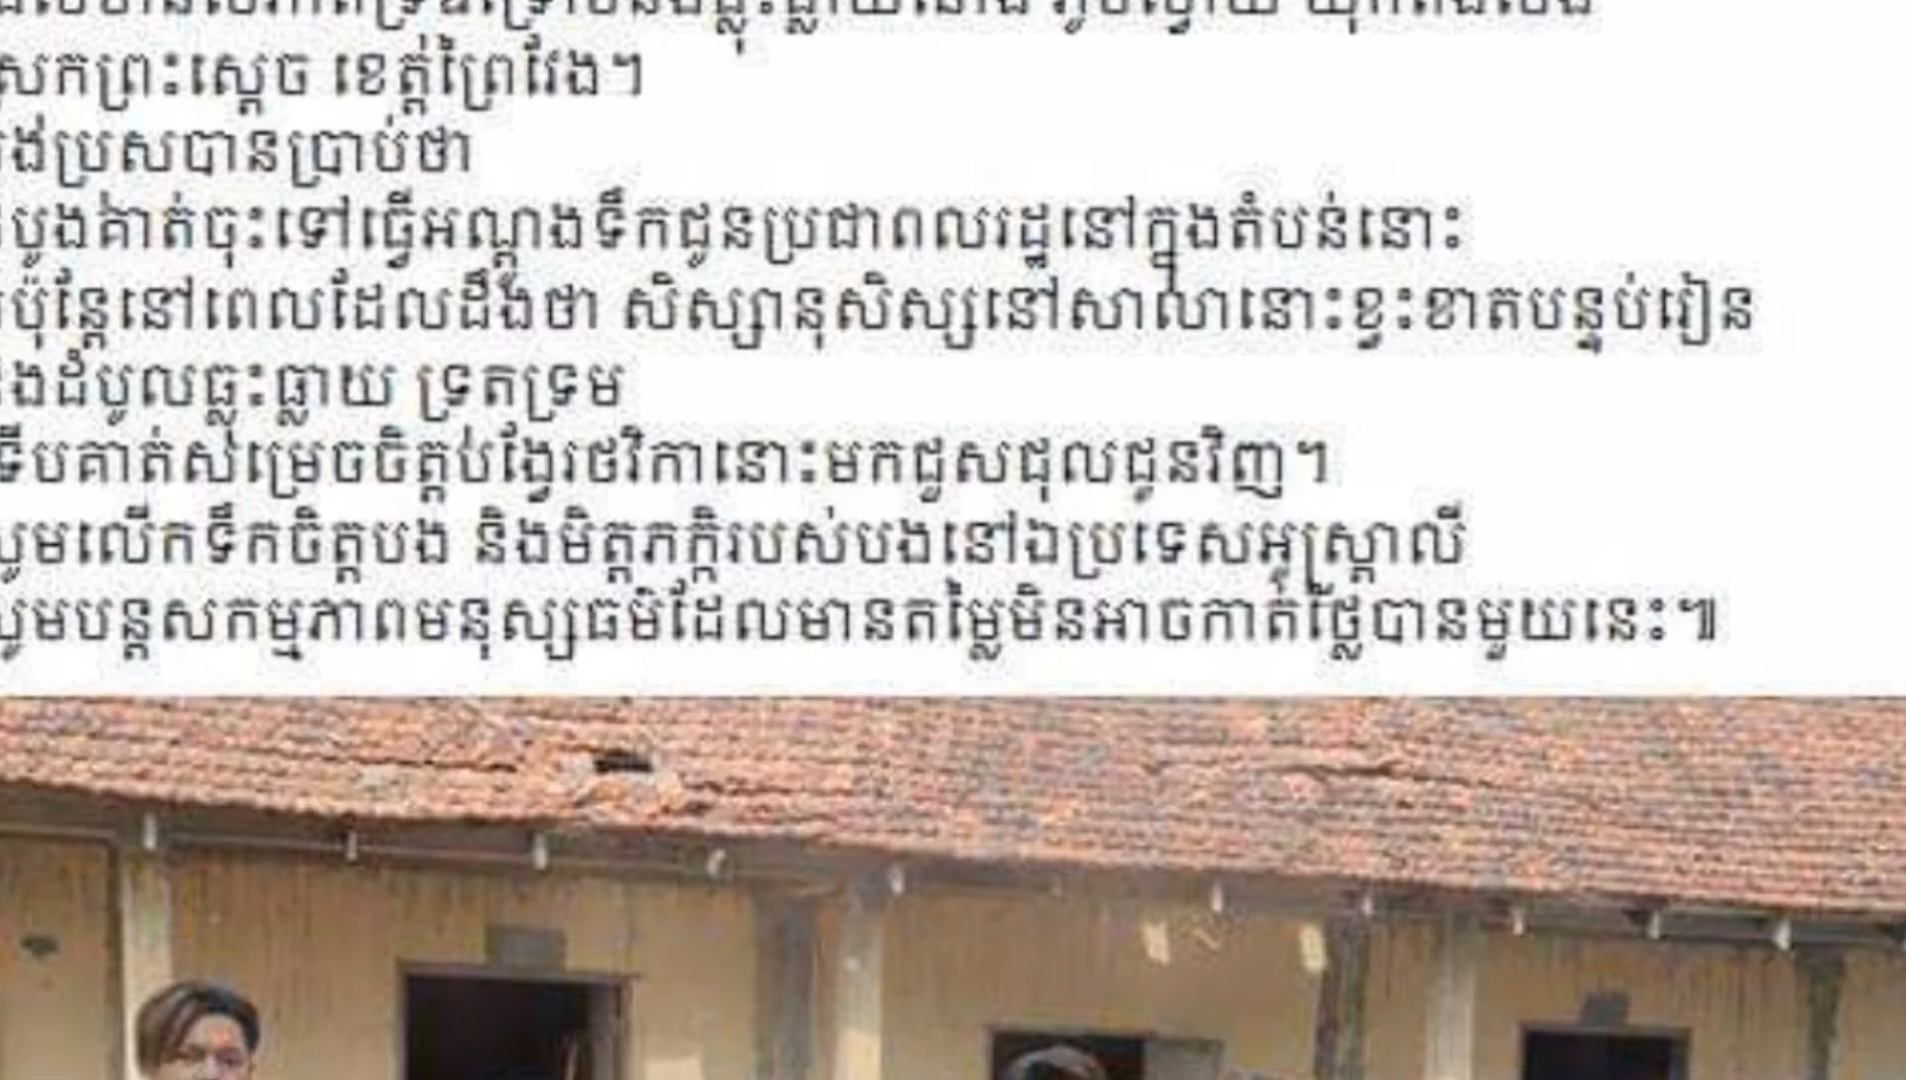 ស្រុកព្រះស្តេច ខេត្តព្រៃវែង។
បងប្រុសបានប្រាប់ថា
ដំបូងគាត់ចុះទៅធ្វើអណ្តូងទឹកជូនប្រជាពលរដ្ឋនៅក្នុងតំបន់នោះ
ប៉ុន្តែនៅពេលដែលដឹងថា សិស្សានុសិស្សនៅសាលានោះខ្វះខាតបន្ទប់រៀន
និងដំបូលធ្លុះធ្លាយ ទ្រុតទ្រោម
ទើបគាត់សម្រេចចិត្តបង្វែរថវិកានោះមកជួសជុលជូនវិញ។
សូមលើកទឹកចិត្តបង និងមិត្តភក្តិរបស់បងនៅឯប្រទេសអូស្ត្រាលី
សូមបន្តសកម្មភាពមនុស្សធម៌ដែលមានតម្លៃមិនអាចកាត់ថ្លៃបានមួយនេះ៕